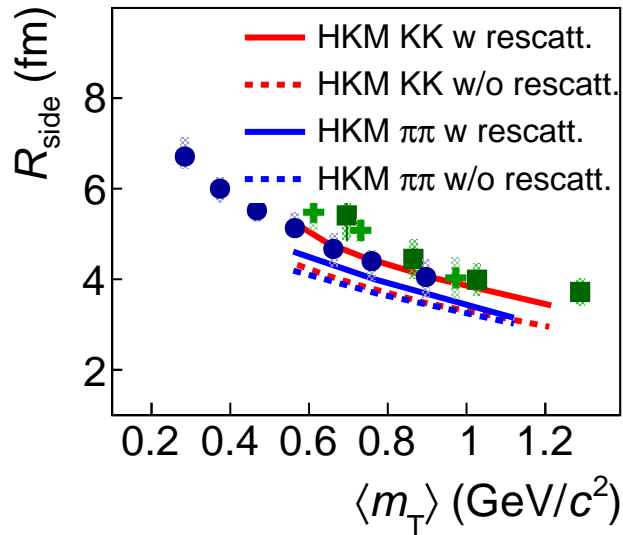 HKM KK w rescatt.
HKM KK w/o rescatt.
HKM ππ w rescatt.
HKM ππ w/o rescatt.
R_side (fm)
8
6
4
2
0.2 0.4 0.6 0.8 1 1.2
⟨m_T⟩ (GeV/c²)